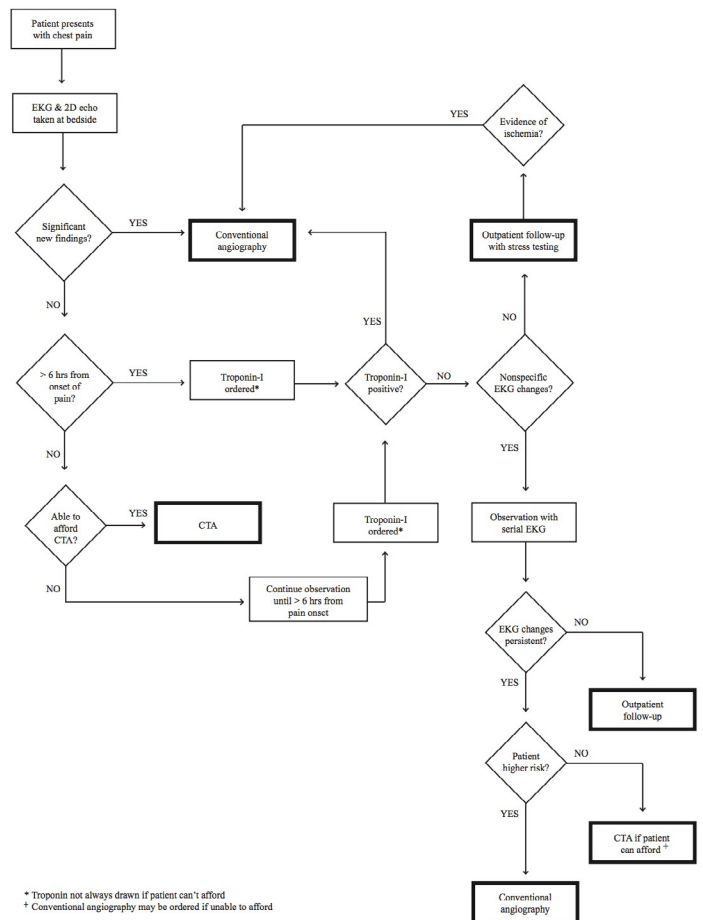 Patient presents
with chest pain
EKG & 2D echo
taken at bedside
YES
Evidence of
ischemia?
Significant
new findings?
YES
Conventional
angiography
Outpatient follow-up
with stress testing
NO
YES
NO
> 6 hrs from
onset of
pain?
YES
Troponin-I
ordered*
Troponin-I
positive?
NO
Nonspecific
EKG changes?
NO
YES
Able to
afford
CTA?
YES
CTA
Troponin-I
ordered*
Observation with
serial EKG
NO
Continue observation
until > 6 hrs from
pain onset
EKG changes
persistent?
NO
YES
Outpatient
follow-up
Patient
higher risk?
NO
YES
CTA if patient
can afford +
* Troponin not always drawn if patient can't afford
+ Conventional angiography may be ordered if unable to afford
Conventional
angiography